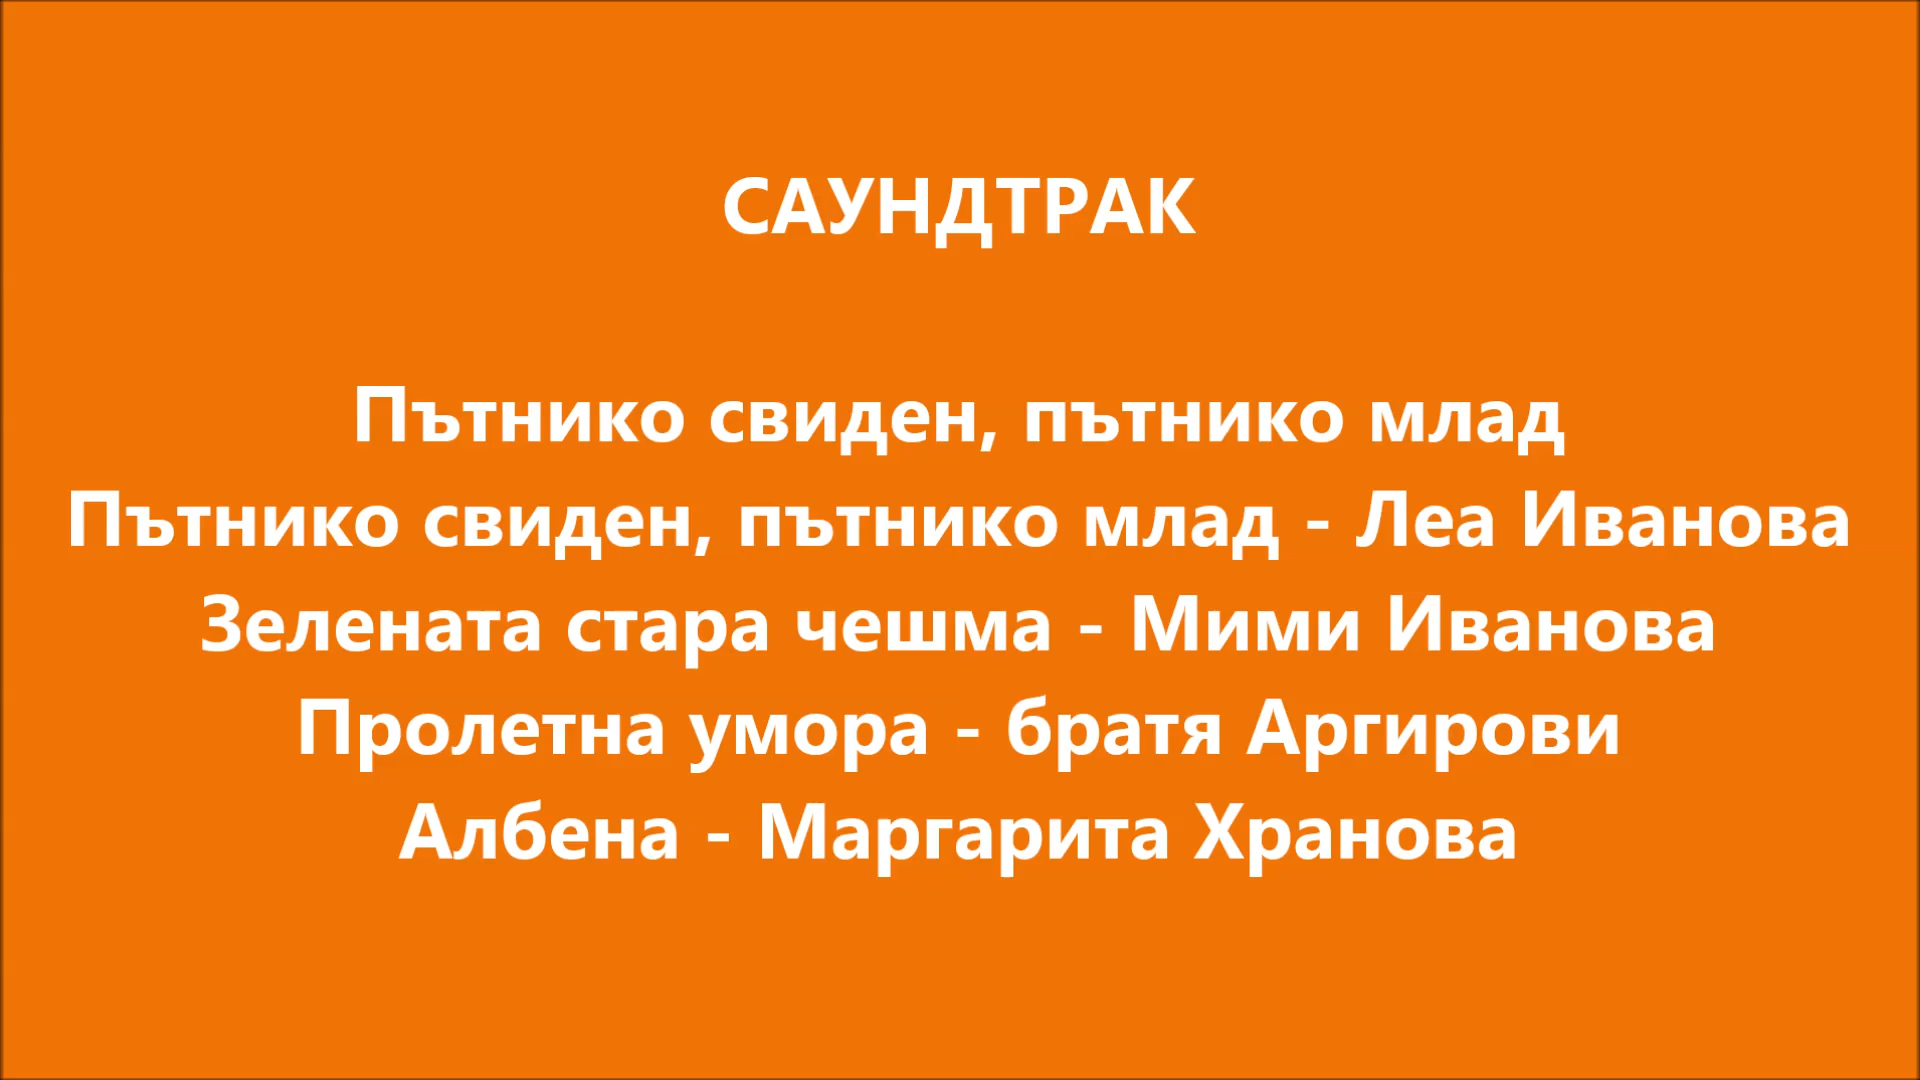 САУНДТРАК
Пътнико свиден, пътнико млад
Пътнико свиден, пътнико млад - Леа Иванова
Зелената стара чешма - Мими Иванова
Пролетна умора - братя Аргирови
Албена - Маргарита Хранова